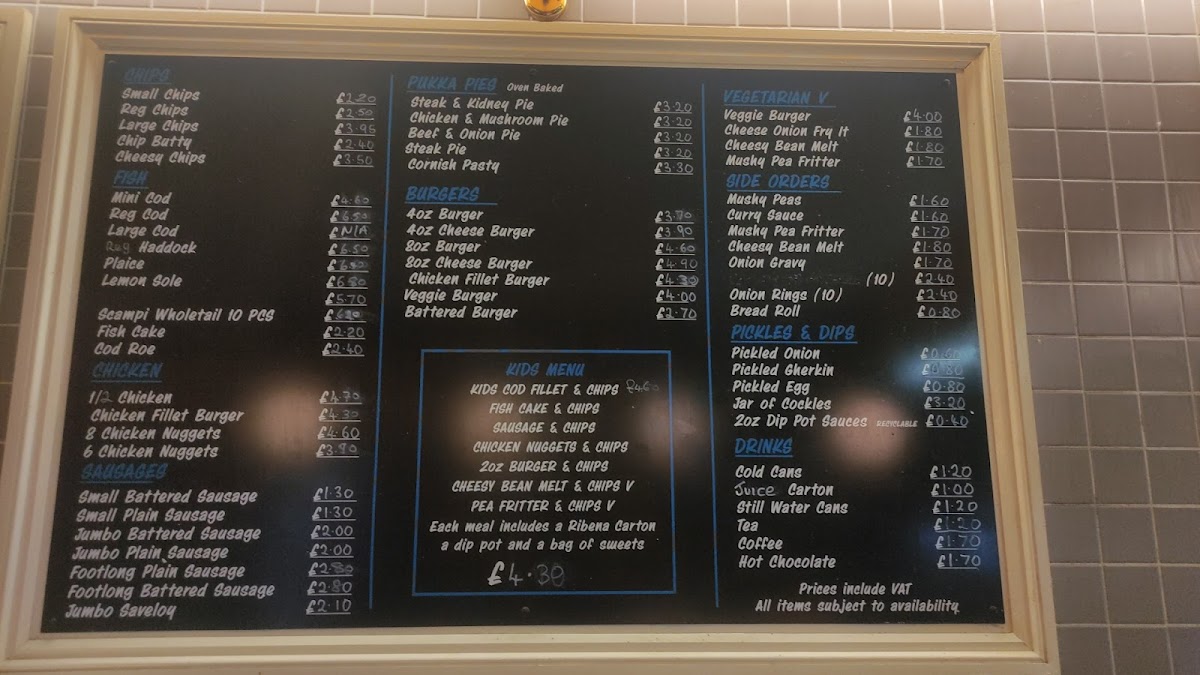 CHIPS
Small Chips £2.20
Reg Chips £2.50
Large Chips £3.95
Chip Butty £2.40
Cheesy Chips £3.50
FISH
Mini Cod £4.60
Reg Cod £6.50
Large Cod £N/A
Reg Haddock £6.50
Plaice £6.50
Lemon Sole £6.50
£5.70
Scampi Wholetail 10 PCS
Fish Cake £2.20
Cod Roe £2.40
CHICKEN
1/2 Chicken £4.70
Chicken Fillet Burger £4.30
8 Chicken Nuggets £4.60
6 Chicken Nuggets
SAUSAGES
Small Battered Sausage £1.30
Small Plain Sausage £1.30
Jumbo Battered Sausage £2.00
Jumbo Plain Sausage £2.00
Footlong Plain Sausage £2.80
Footlong Battered Sausage £2.80
Jumbo Saveloy £2.10
PUKKA PIES Oven Baked
Steak & Kidney Pie £3.20
Chicken & Mushroom Pie £3.20
Beef & Onion Pie £3.20
Steak Pie £3.20
Cornish Pasty £3.30
BURGERS
4oz Burger £3.70
4oz Cheese Burger £3.90
8oz Burger £4.60
8oz Cheese Burger £4.90
Chicken Fillet Burger £4.30
Veggie Burger £4.00
Battered Burger £2.70
KIDS MENU
KIDS COD FILLET & CHIPS £4.60
FISH CAKE & CHIPS
SAUSAGE & CHIPS
CHICKEN NUGGETS & CHIPS
2oz BURGER & CHIPS
CHEESY BEAN MELT & CHIPS V
PEA FRITTER & CHIPS V
Each meal includes a Ribena Carton
a dip pot and a bag of sweets
£4.30
VEGETARIAN V
Veggie Burger £4.00
Cheese Onion Fry It £1.80
Cheesy Bean Melt £1.80
Mushy Pea Fritter £1.70
SIDE ORDERS
Mushy Peas £1.60
Curry Sauce £1.60
Mushy Pea Fritter £1.70
Cheesy Bean Melt £1.80
Onion Gravy £1.70
(10) £2.40
Onion Rings (10) £2.40
Bread Roll £0.80
PICKLES & DIPS
Pickled Onion
Pickled Gherkin £0.80
Pickled Egg £0.80
Jar of Cockles £3.20
2oz Dip Pot Sauces RECYCLABLE £0.40
DRINKS
Cold Cans £1.20
Juice Carton £1.00
Still Water Cans £1.20
Tea £1.20
Coffee £1.70
Hot Chocolate £1.70
Prices include VAT
All items subject to availability